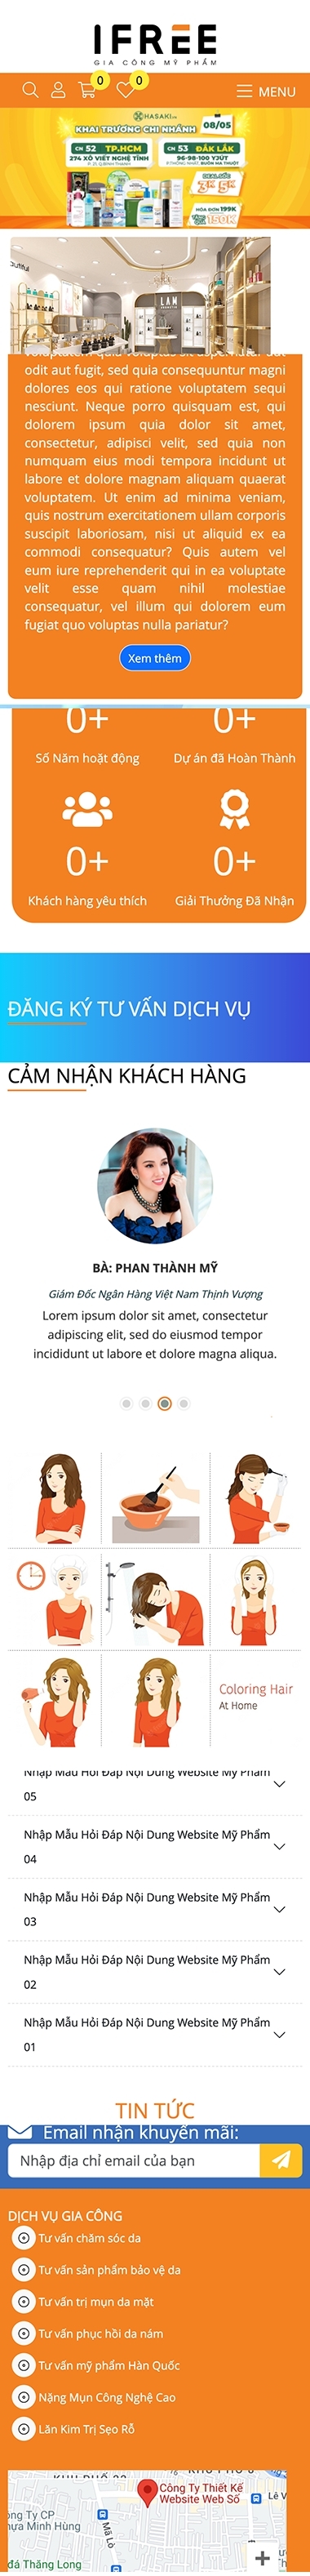 IFREE
GIA CÔNG MỸ PHẨM
0
0
MENU
HASAKI.VN
KHAI TRƯƠNG CHI NHÁNH 08/05
CN 52 TP.HCM
274 XÔ VIẾT NGHỆ TĨNH
CN 53 ĐẮK LẮK
96-98-100 YJÚT
HÓA ĐƠN 199K
150K
autiful
LAM
odit aut fugit, sed quia consequuntur magni
dolores eos qui ratione voluptatem sequi
nesciunt. Neque porro quisquam est, qui
dolorem ipsum quia dolor sit amet,
consectetur, adipisci velit, sed quia non
numquam eius modi tempora incidunt ut
labore et dolore magnam aliquam quaerat
voluptatem. Ut enim ad minima veniam,
quis nostrum exercitationem ullam corporis
suscipit laboriosam, nisi ut aliquid ex ea
commodi consequatur? Quis autem vel
eum iure reprehenderit qui in ea voluptate
velit esse quam nihil molestiae
consequatur, vel illum qui dolorem eum
fugiat quo voluptas nulla pariatur?
Xem thêm
0+ 0+
Số Năm hoạt động Dự án đã Hoàn Thành
0+ 0+
Khách hàng yêu thích Giải Thưởng Đã Nhận
ĐĂNG KÝ TƯ VẤN DỊCH VỤ
CẢM NHẬN KHÁCH HÀNG
BÀ: PHAN THÀNH MỸ
Giám Đốc Ngân Hàng Việt Nam Thịnh Vượng
Lorem ipsum dolor sit amet, consectetur
adipiscing elit, sed do eiusmod tempor
incididunt ut labore et dolore magna aliqua.
Coloring Hair
At Home
Nhập Mẫu Hỏi Đáp Nội Dung Website Mỹ Phẩm
05
Nhập Mẫu Hỏi Đáp Nội Dung Website Mỹ Phẩm
04
Nhập Mẫu Hỏi Đáp Nội Dung Website Mỹ Phẩm
03
Nhập Mẫu Hỏi Đáp Nội Dung Website Mỹ Phẩm
02
Nhập Mẫu Hỏi Đáp Nội Dung Website Mỹ Phẩm
01
TIN TỨC
Email nhận khuyến mãi:
Nhập địa chỉ email của bạn
DỊCH VỤ GIA CÔNG
Tư vấn chăm sóc da
Tư vấn sản phẩm bảo vệ da
Tư vấn trị mụn da mặt
Tư vấn phục hồi da nám
Tư vấn mỹ phẩm Hàn Quốc
Nặng Mụn Công Nghệ Cao
Lăn Kim Trị Sẹo Rỗ
Công Ty Thiết Kế
Website Web Số
Lê V
ông Ty CP
hựa Minh Hùng
Mã Lò
đá Thăng Long
+